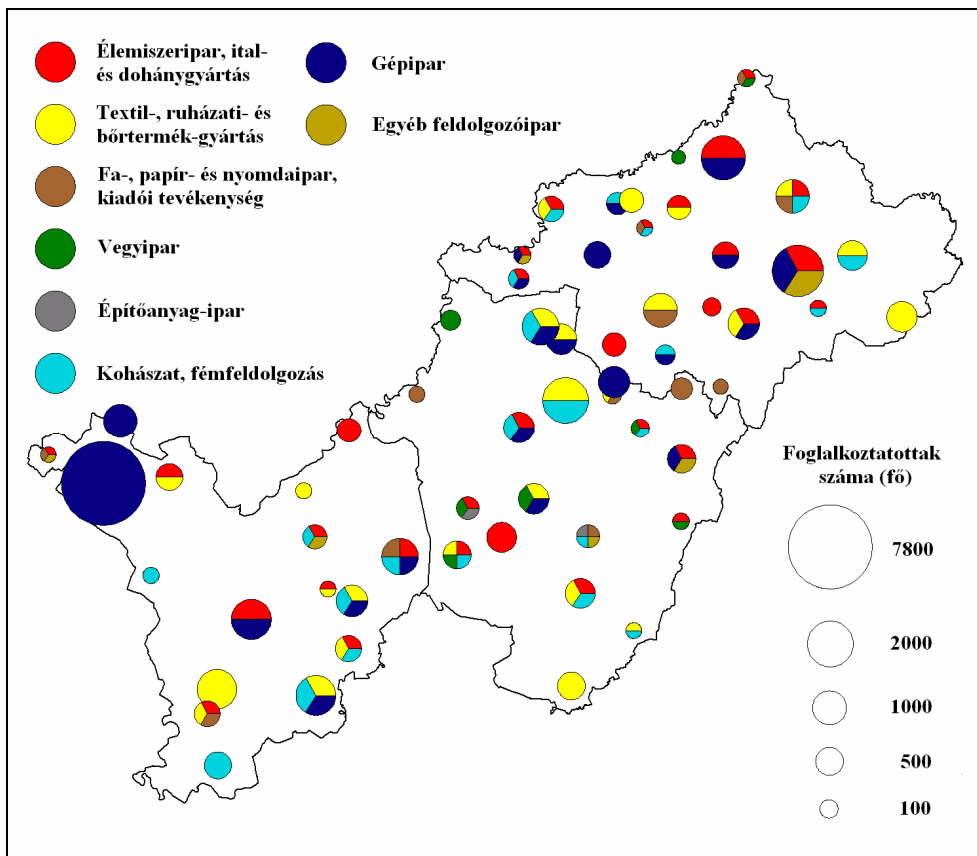 Élemiszeripar, ital-
és dohánygyártás
Textil-, ruházati- és
bőrtermék-gyártás
Fa-, papír- és nyomdaipar,
kiadói tevékenység
Vegyipar
Építőanyag-ipar
Kohászat, fémfeldolgozás
Gépipar
Egyéb feldolgozóipar
Foglalkoztatottak
száma (fő)
7800
2000
1000
500
100